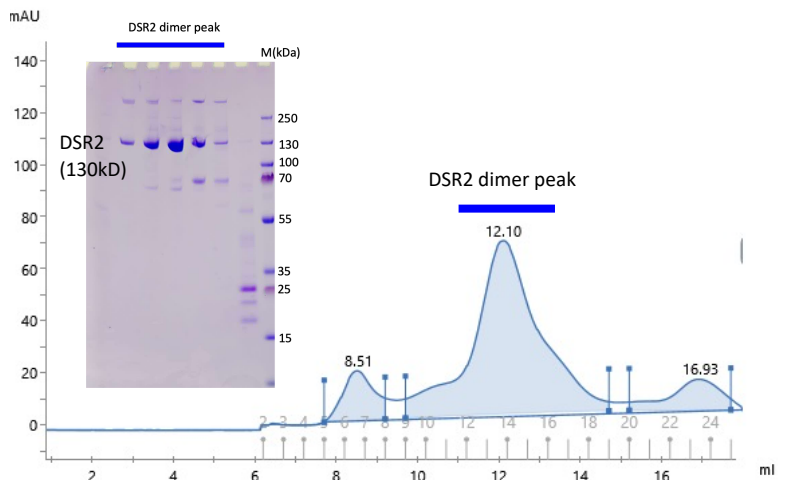 mAU
DSR2 dimer peak
M(kDa)
140
120
100
80
60
40
20
0
DSR2
(130kD)
250
130
100
70
55
35
25
15
DSR2 dimer peak
12.10
8.51
16.93
2 3 4 5 6 7 8 9 10 12 14 16 18 20 22 24
2 4 6 8 10 12 14 16
ml